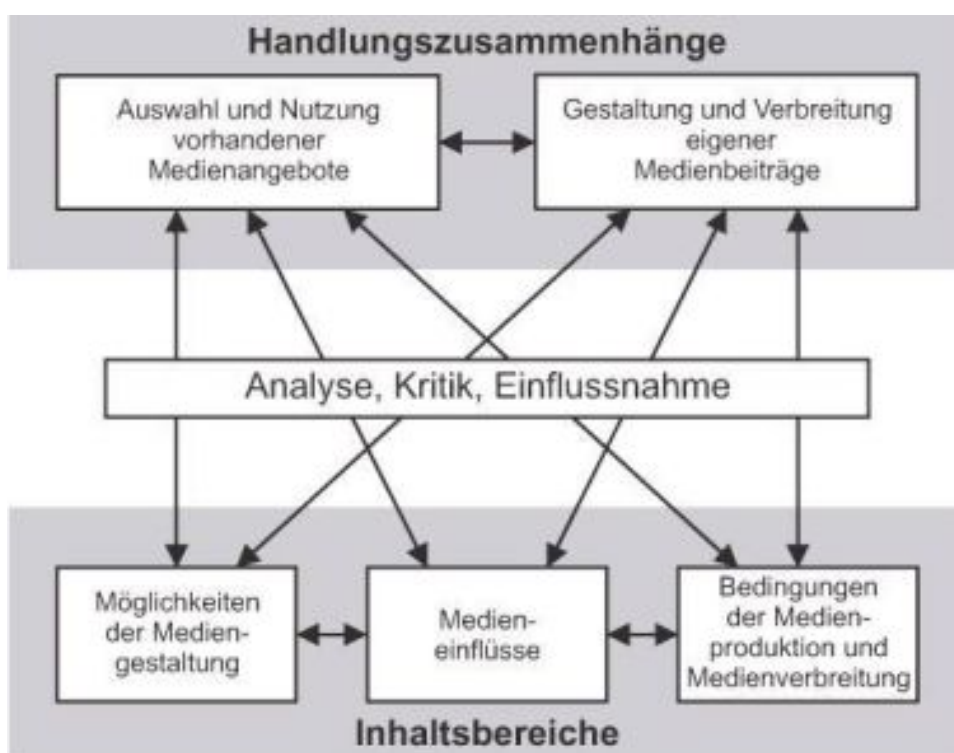 Handlungszusammenhänge
Auswahl und Nutzung
vorhandener
Medienangebote
Gestaltung und Verbreitung
eigener
Medienbeiträge
Analyse, Kritik, Einflussnahme
Möglichkeiten
der Medien-
gestaltung
Medien-
einflüsse
Bedingungen
der Medien-
produktion und
Medienverbreitung
Inhaltsbereiche